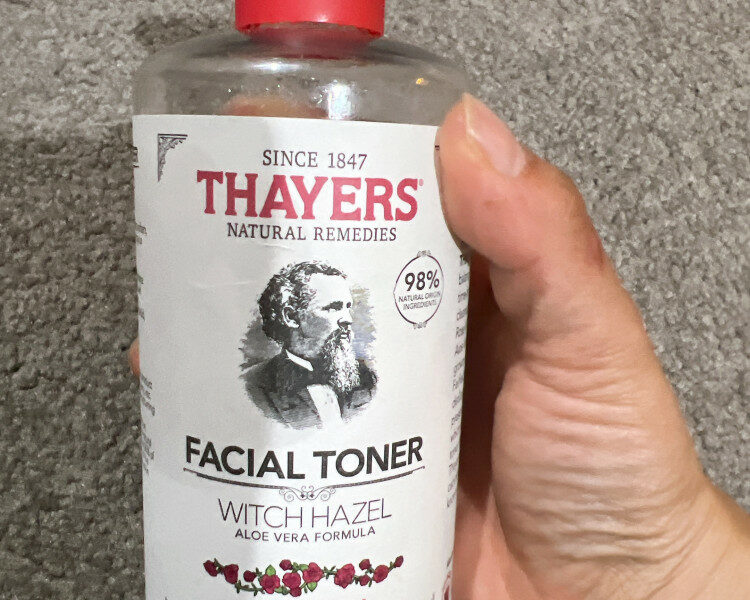 SINCE 1847
THAYERS®
NATURAL REMEDIES
98%
NATURAL ORIGIN
INGREDIENTS
FACIAL TONER
WITCH HAZEL
ALOE VERA FORMULA